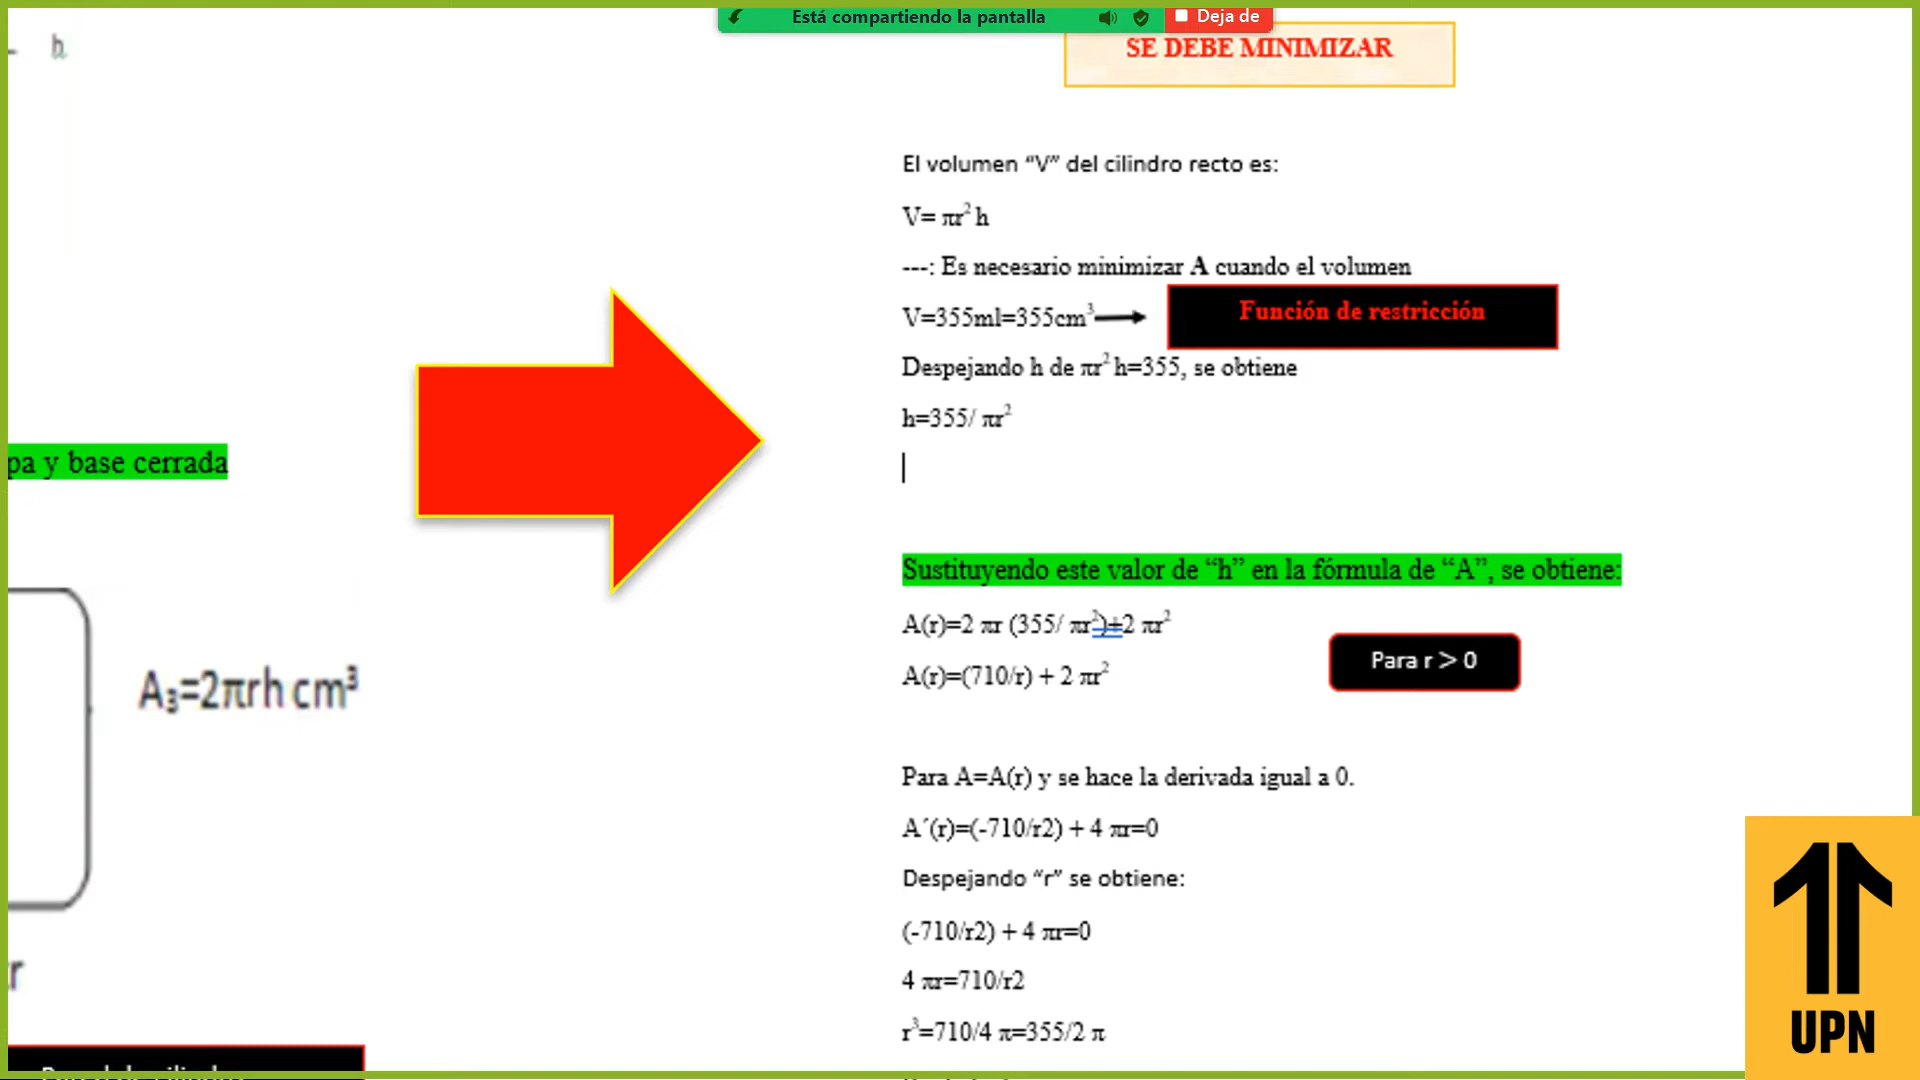 Está compartiendo la pantalla
Deja de
h
SE DEBE MINIMIZAR
El volumen “V” del cilindro recto es:
V= πr² h
---: Es necesario minimizar A cuando el volumen
V=355ml=355cm³
Función de restricción
Despejando h de πr² h=355, se obtiene
h=355/ πr²
pa y base cerrada
Sustituyendo este valor de “h” en la fórmula de “A”, se obtiene:
A(r)=2 πr (355/ πr²)+2 πr²
A(r)=(710/r) + 2 πr²
Para r > 0
A₃=2πrh cm³
Para A=A(r) y se hace la derivada igual a 0.
A´(r)=(-710/r2) + 4 πr=0
Despejando “r” se obtiene:
(-710/r2) + 4 πr=0
4 πr=710/r2
r³=710/4 π=355/2 π
r
UPN